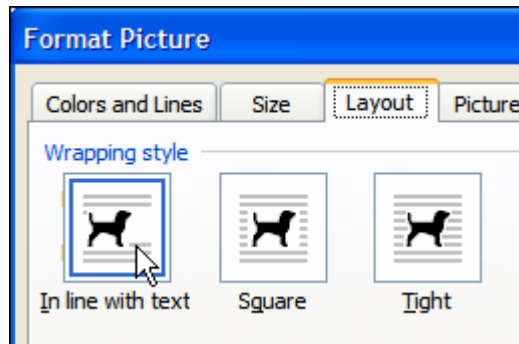 Format Picture
Colors and Lines Size Layout Picture
Wrapping style
In line with text Square Tight